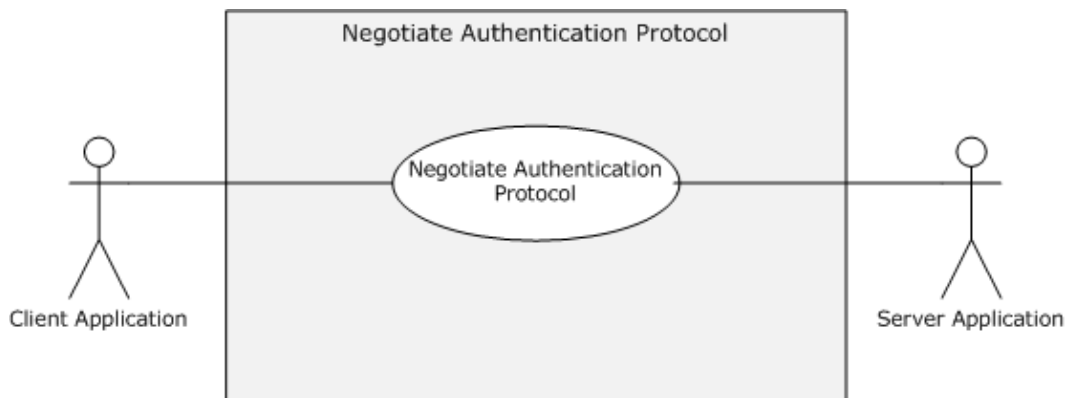 Negotiate Authentication Protocol
Negotiate Authentication
Protocol
Client Application
Server Application